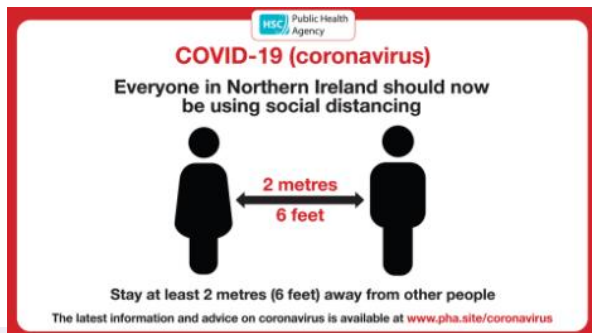 HSC Public Health
Agency
COVID-19 (coronavirus)
Everyone in Northern Ireland should now
be using social distancing
2 metres
6 feet
Stay at least 2 metres (6 feet) away from other people
The latest information and advice on coronavirus is available at www.pha.site/coronavirus